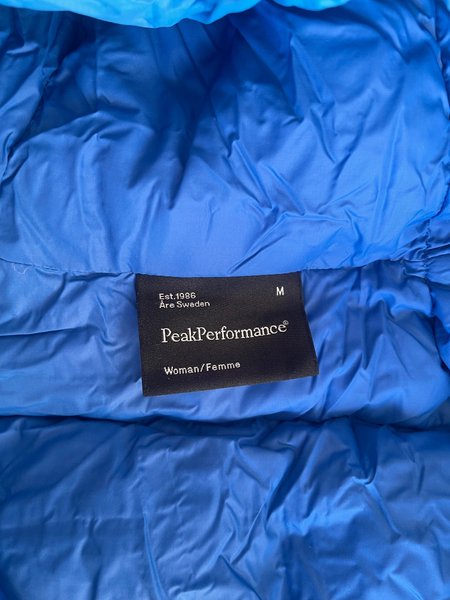 Est.1986 M
Åre Sweden
PeakPerformance®
Woman/Femme